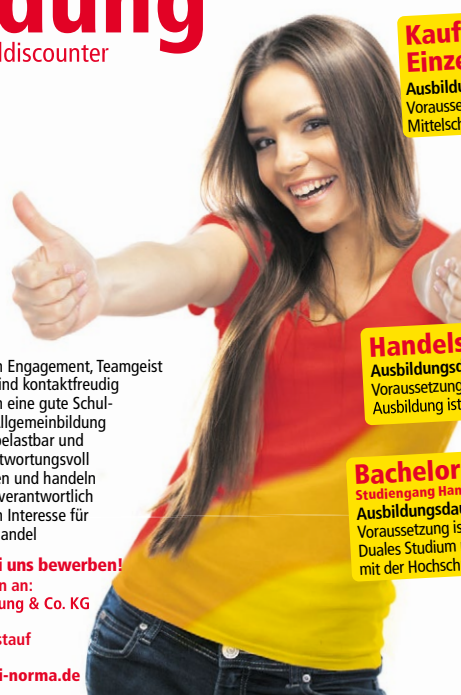 dung
ldiscounter
Kauf
Einze
Ausbildu
Vorausse
Mittelsch
n Engagement, Teamgeist
ind kontaktfreudig
n eine gute Schul-
llgemeinbildung
belastbar und
twortungsvoll
en und handeln
verantwortlich
n Interesse für
andel
i uns bewerben!
n an:
ung & Co. KG
stauf
i-norma.de
Handels
Ausbildungsd
Voraussetzung
Ausbildung ist
Bachelor
Studiengang Han
Ausbildungsdau
Voraussetzung is
Duales Studium
mit der Hochsch